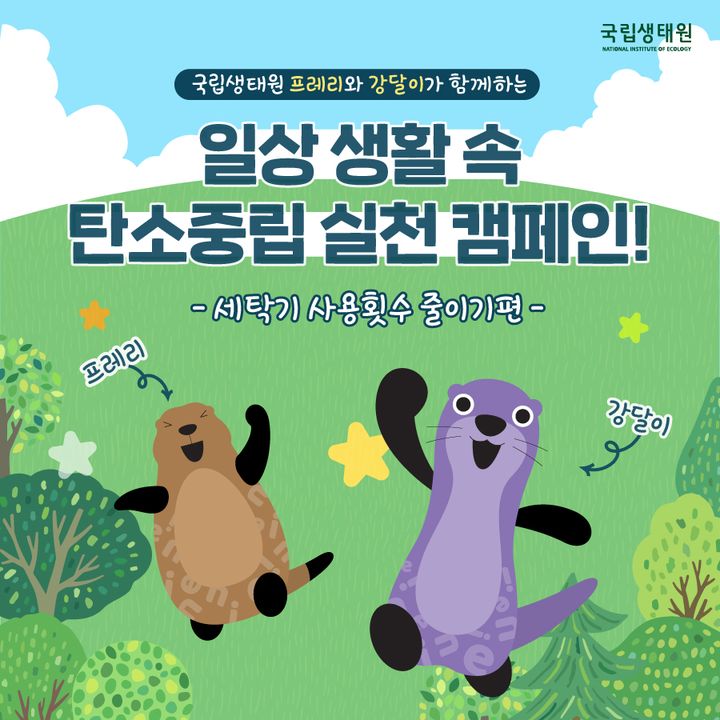 국립생태원
NATIONAL INSTITUTE OF ECOLOGY
국립생태원 프레리와 강달이가 함께하는
일상 생활 속
탄소중립 실천 캠페인!
- 세탁기 사용횟수 줄이기편 -
프레리
강달이